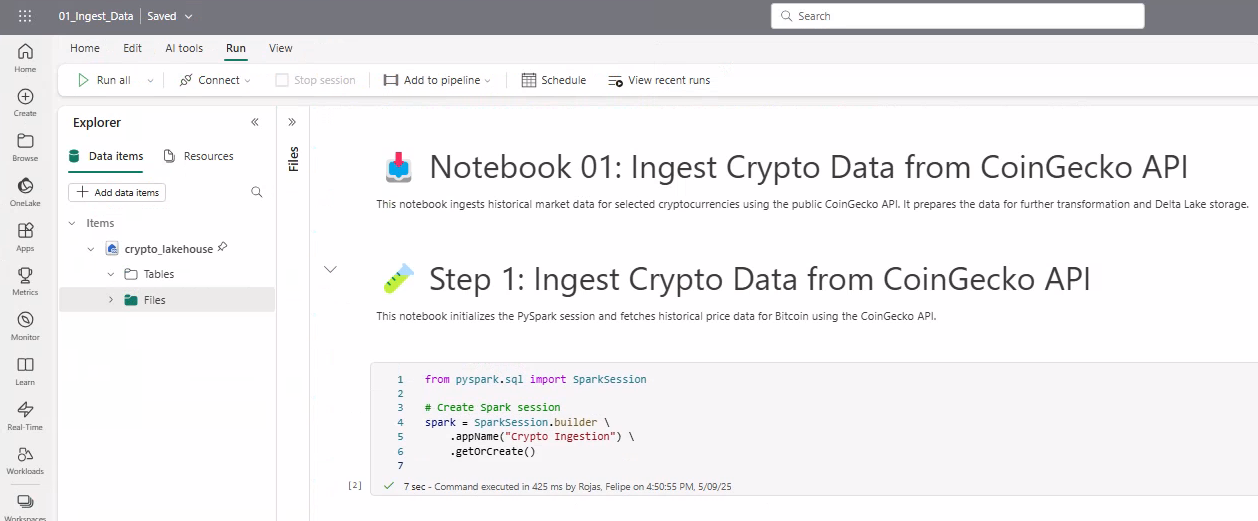 01_Ingest_Data | Saved
Search
Home
Edit
AI tools
Run
View
Run all
Connect
Stop session
Add to pipeline
Schedule
View recent runs
Home
Create
Browse
OneLake
Apps
Metrics
Monitor
Learn
Real-Time
Workloads
Workspaces
Explorer
Data items
Resources
Add data items
Items
crypto_lakehouse
Tables
Files
Files
Notebook 01: Ingest Crypto Data from CoinGecko API
This notebook ingests historical market data for selected cryptocurrencies using the public CoinGecko API. It prepares the data for further transformation and Delta Lake storage.
Step 1: Ingest Crypto Data from CoinGecko API
This notebook initializes the PySpark session and fetches historical price data for Bitcoin using the CoinGecko API.
1 from pyspark.sql import SparkSession
2
3 # Create Spark session
4 spark = SparkSession.builder \
5 .appName("Crypto Ingestion") \
6 .getOrCreate()
7
[2]
7 sec - Command executed in 425 ms by Rojas, Felipe on 4:50:55 PM, 5/09/25